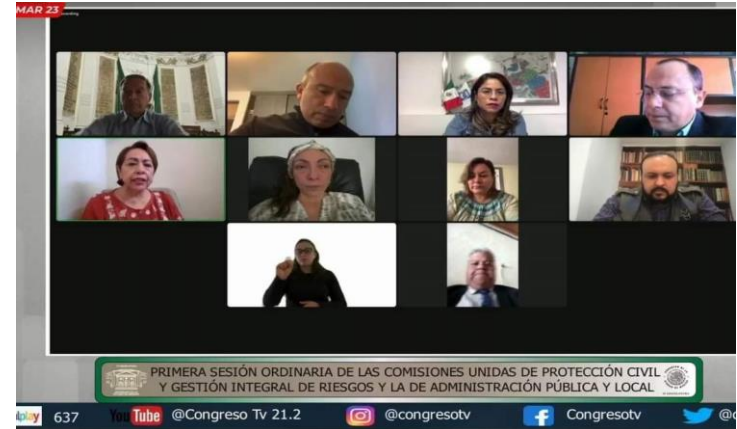 MAR 23
PRIMERA SESIÓN ORDINARIA DE LAS COMISIONES UNIDAS DE PROTECCIÓN CIVIL
Y GESTIÓN INTEGRAL DE RIESGOS Y LA DE ADMINISTRACIÓN PÚBLICA Y LOCAL
play 637 YouTube @Congreso Tv 21.2 @congresotv Congresotv @c